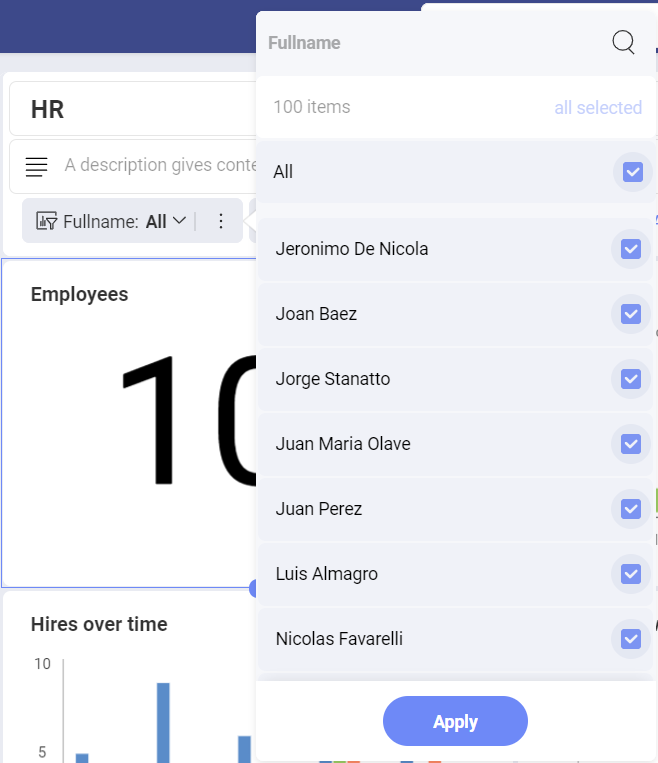 HR
A description gives conte
Fullname: All
Employees
10
Hires over time
10
5
Fullname
100 items all selected
All
Jeronimo De Nicola
Joan Baez
Jorge Stanatto
Juan Maria Olave
Juan Perez
Luis Almagro
Nicolas Favarelli
Apply